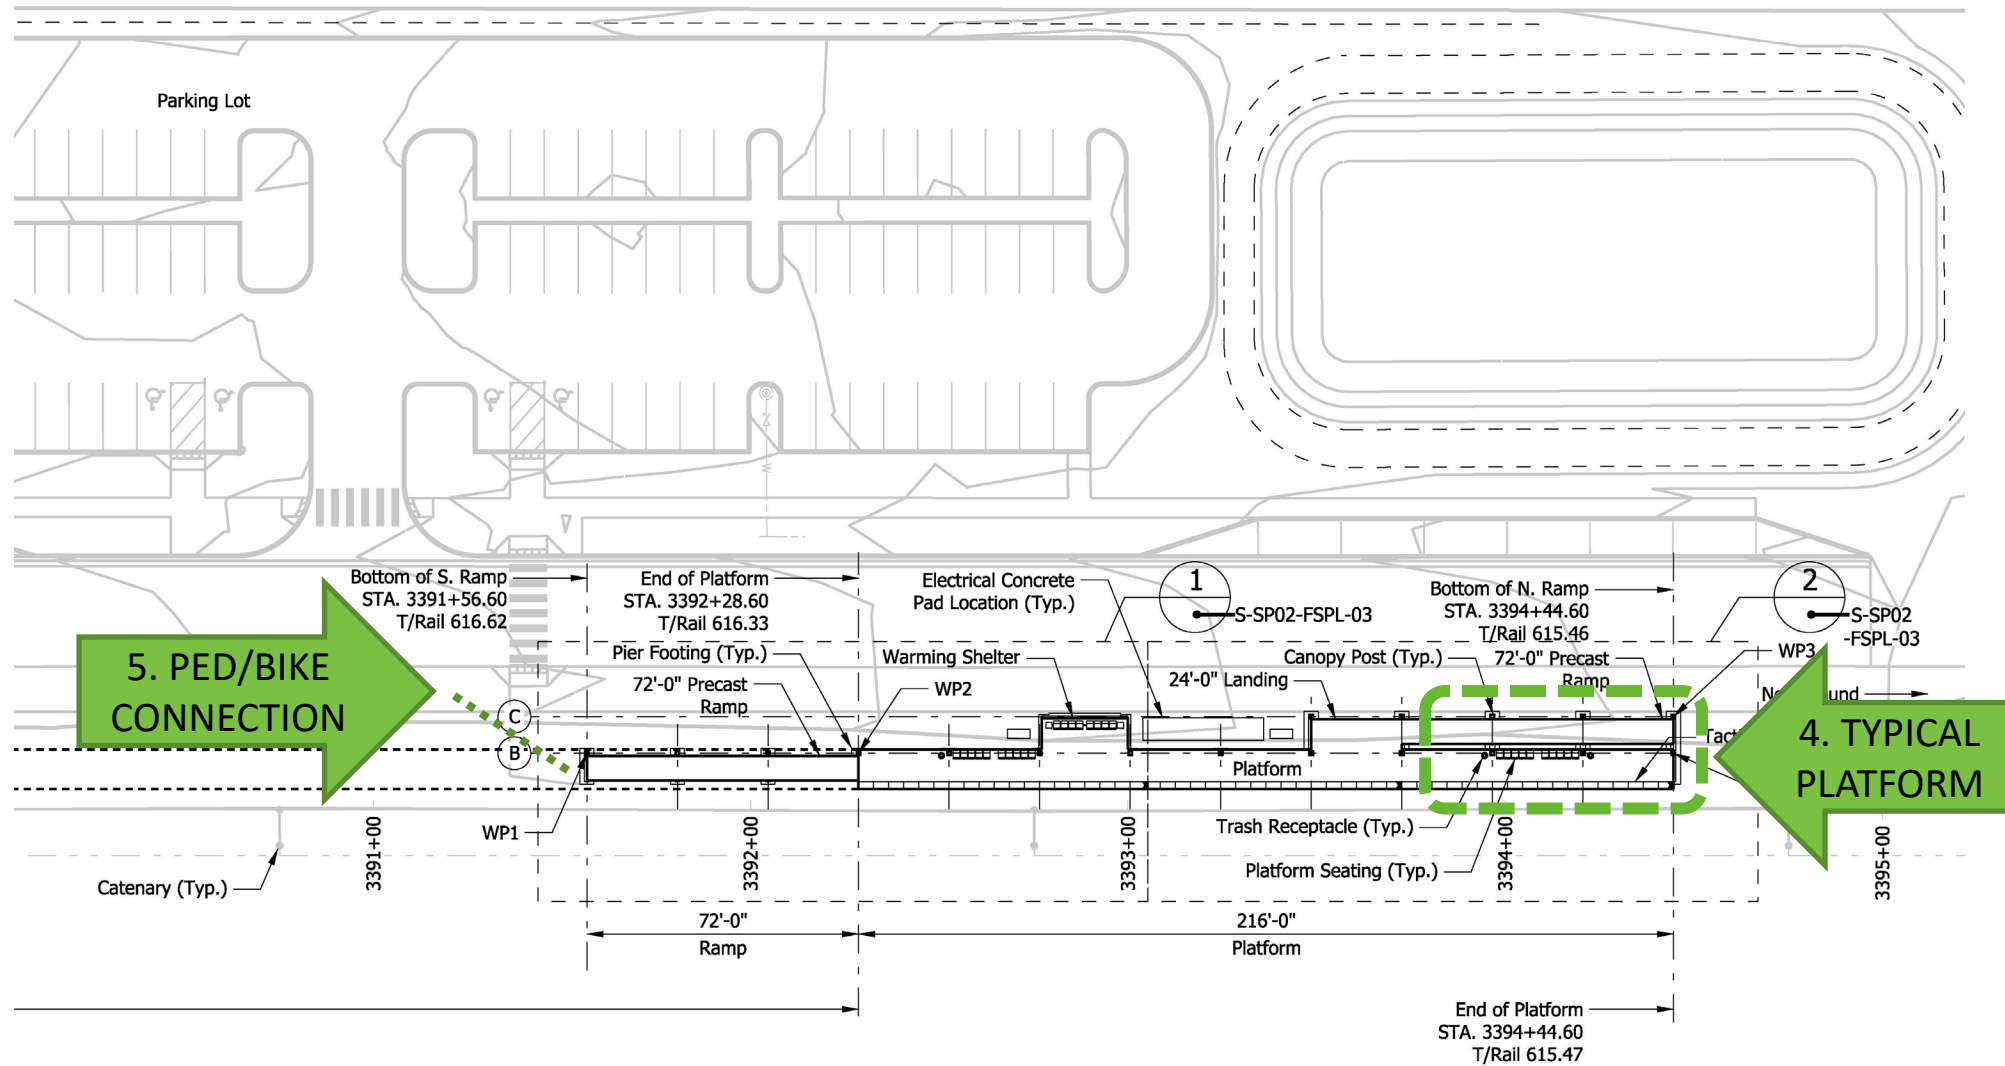 Parking Lot
Bottom of S. Ramp
STA. 3391+56.60
T/Rail 616.62
End of Platform
STA. 3392+28.60
T/Rail 616.33
Electrical Concrete
Pad Location (Typ.)
1
S-SP02-FSPL-03
Bottom of N. Ramp
STA. 3394+44.60
T/Rail 615.46
2
S-SP02
-FSPL-03
5. PED/BIKE
CONNECTION
Pier Footing (Typ.)
72'-0" Precast
Ramp
WP2
Warming Shelter
24'-0" Landing
Canopy Post (Typ.)
72'-0" Precast
Ramp
WP3
4. TYPICAL
PLATFORM
C
B
Platform
WP1
Trash Receptacle (Typ.)
Platform Seating (Typ.)
Catenary (Typ.)
3391+00
3392+00
3393+00
3394+00
3395+00
72'-0"
Ramp
216'-0"
Platform
End of Platform
STA. 3394+44.60
T/Rail 615.47